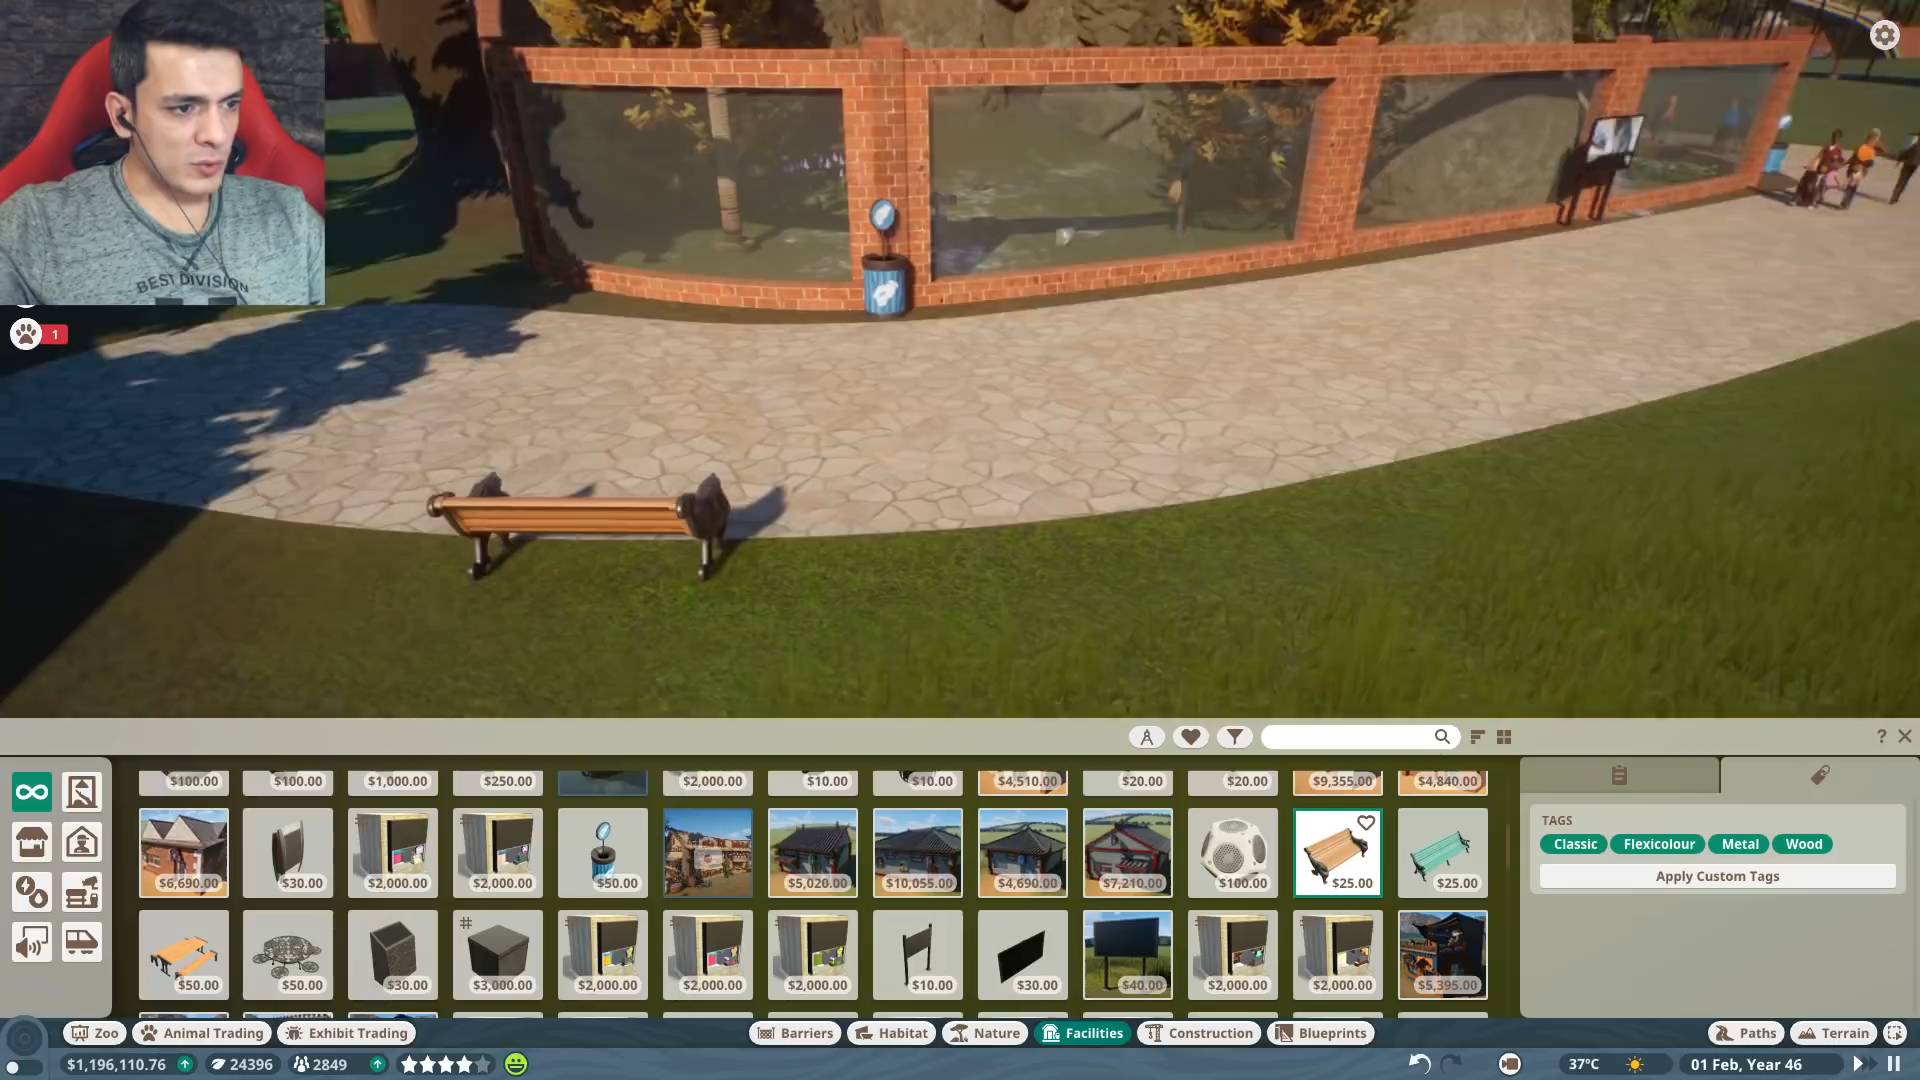 BEST DIVISION
1
$100.00 $100.00 $1,000.00 $250.00 $2,000.00 $10.00 $10.00 $4,510.00 $20.00 $20.00 $9,355.00 $4,840.00
$6,690.00 $30.00 $2,000.00 $2,000.00 $50.00 $5,020.00 $10,055.00 $4,690.00 $7,210.00 $100.00 $25.00 $25.00
$50.00 $50.00 $30.00 $3,000.00 $2,000.00 $2,000.00 $2,000.00 $10.00 $30.00 $40.00 $2,000.00 $2,000.00 $5,395.00
?
TAGS
Classic Flexicolour Metal Wood
Apply Custom Tags
Zoo Animal Trading Exhibit Trading Barriers Habitat Nature Facilities Construction Blueprints Paths Terrain
$1,196,110.76 24396 2849 37°C 01 Feb, Year 46